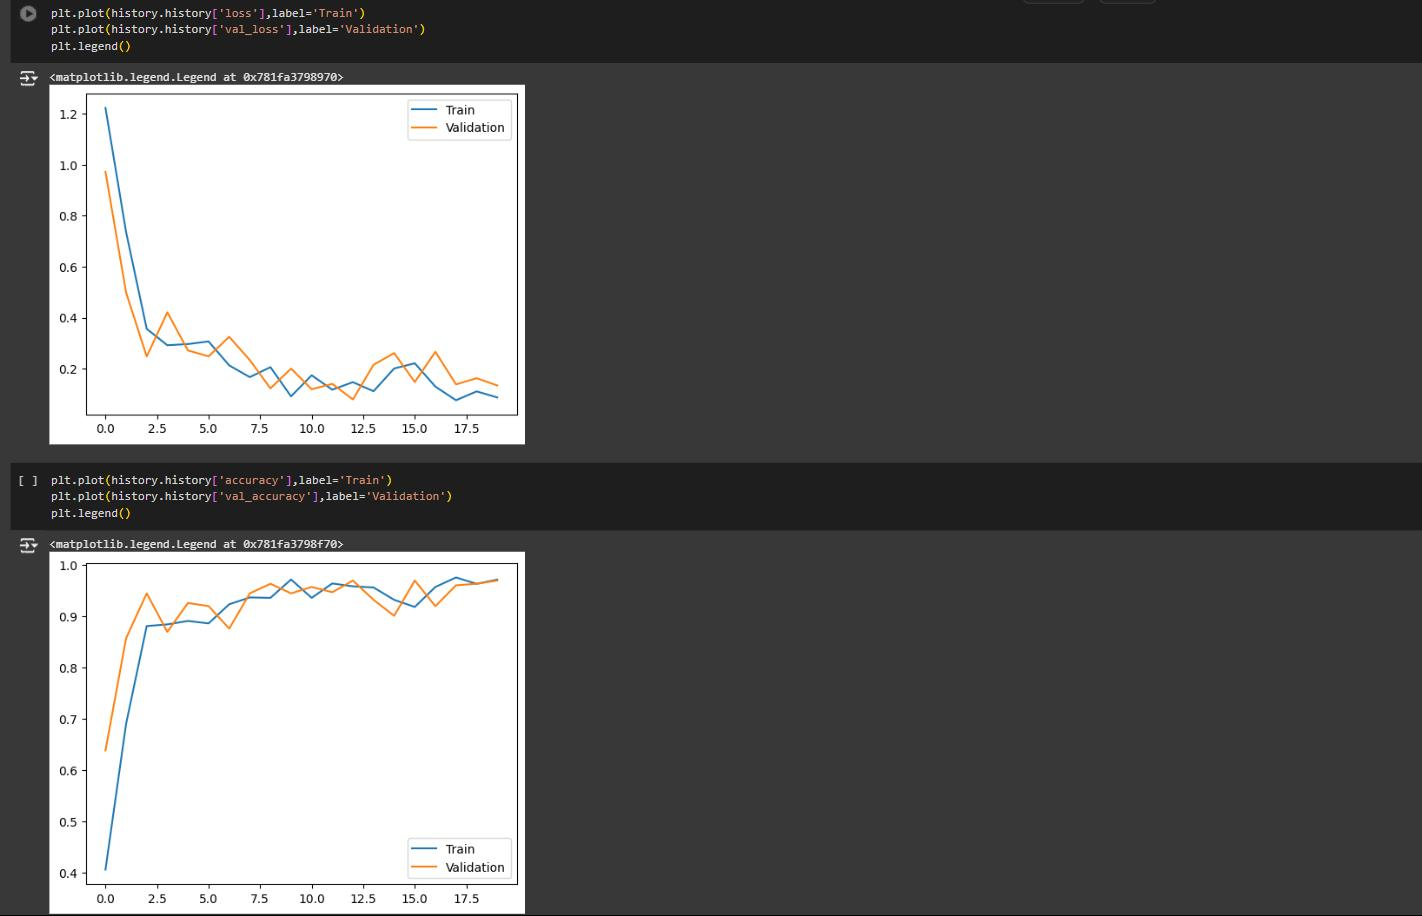 plt.plot(history.history['loss'],label='Train')
plt.plot(history.history['val_loss'],label='Validation')
plt.legend()
<matplotlib.legend.Legend at 0x781fa3798970>
Train
Validation
1.2
1.0
0.8
0.6
0.4
0.2
0.0 2.5 5.0 7.5 10.0 12.5 15.0 17.5
[ ] plt.plot(history.history['accuracy'],label='Train')
plt.plot(history.history['val_accuracy'],label='Validation')
plt.legend()
<matplotlib.legend.Legend at 0x781fa3798f70>
1.0
0.9
0.8
0.7
0.6
0.5
0.4
Train
Validation
0.0 2.5 5.0 7.5 10.0 12.5 15.0 17.5